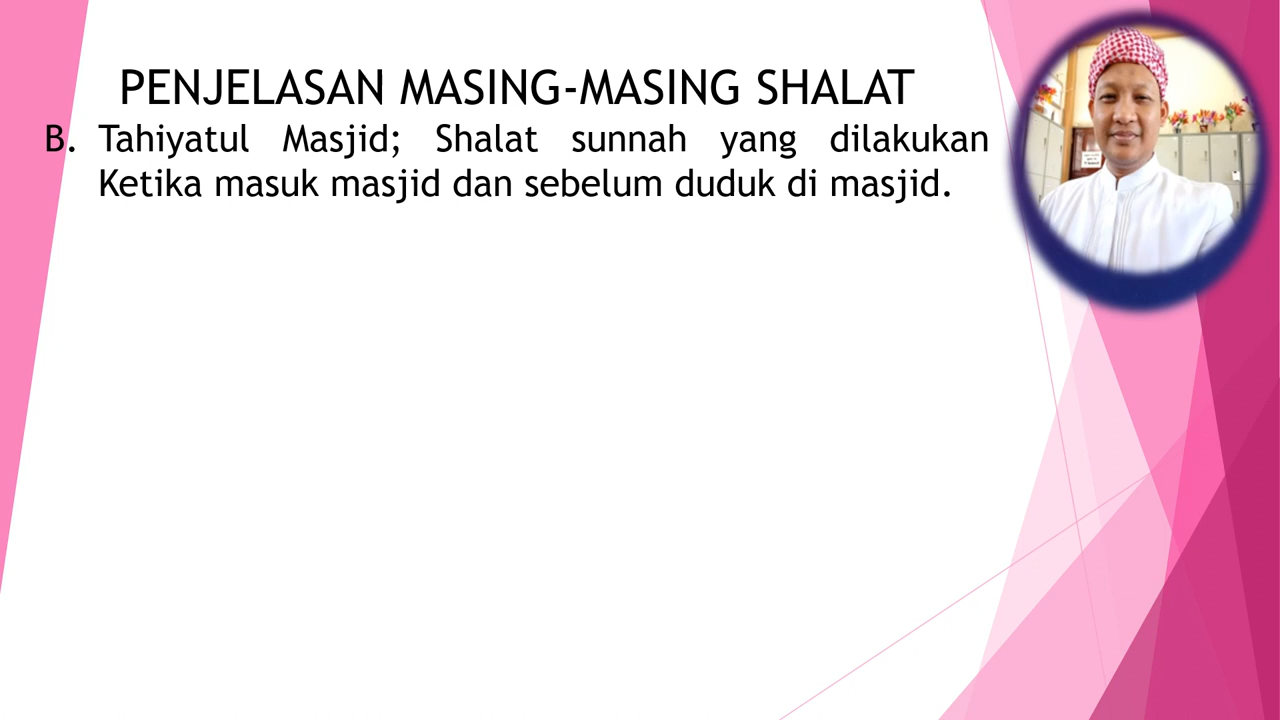 PENJELASAN MASING-MASING SHALAT
B. Tahiyatul Masjid; Shalat sunnah yang dilakukan
Ketika masuk masjid dan sebelum duduk di masjid.